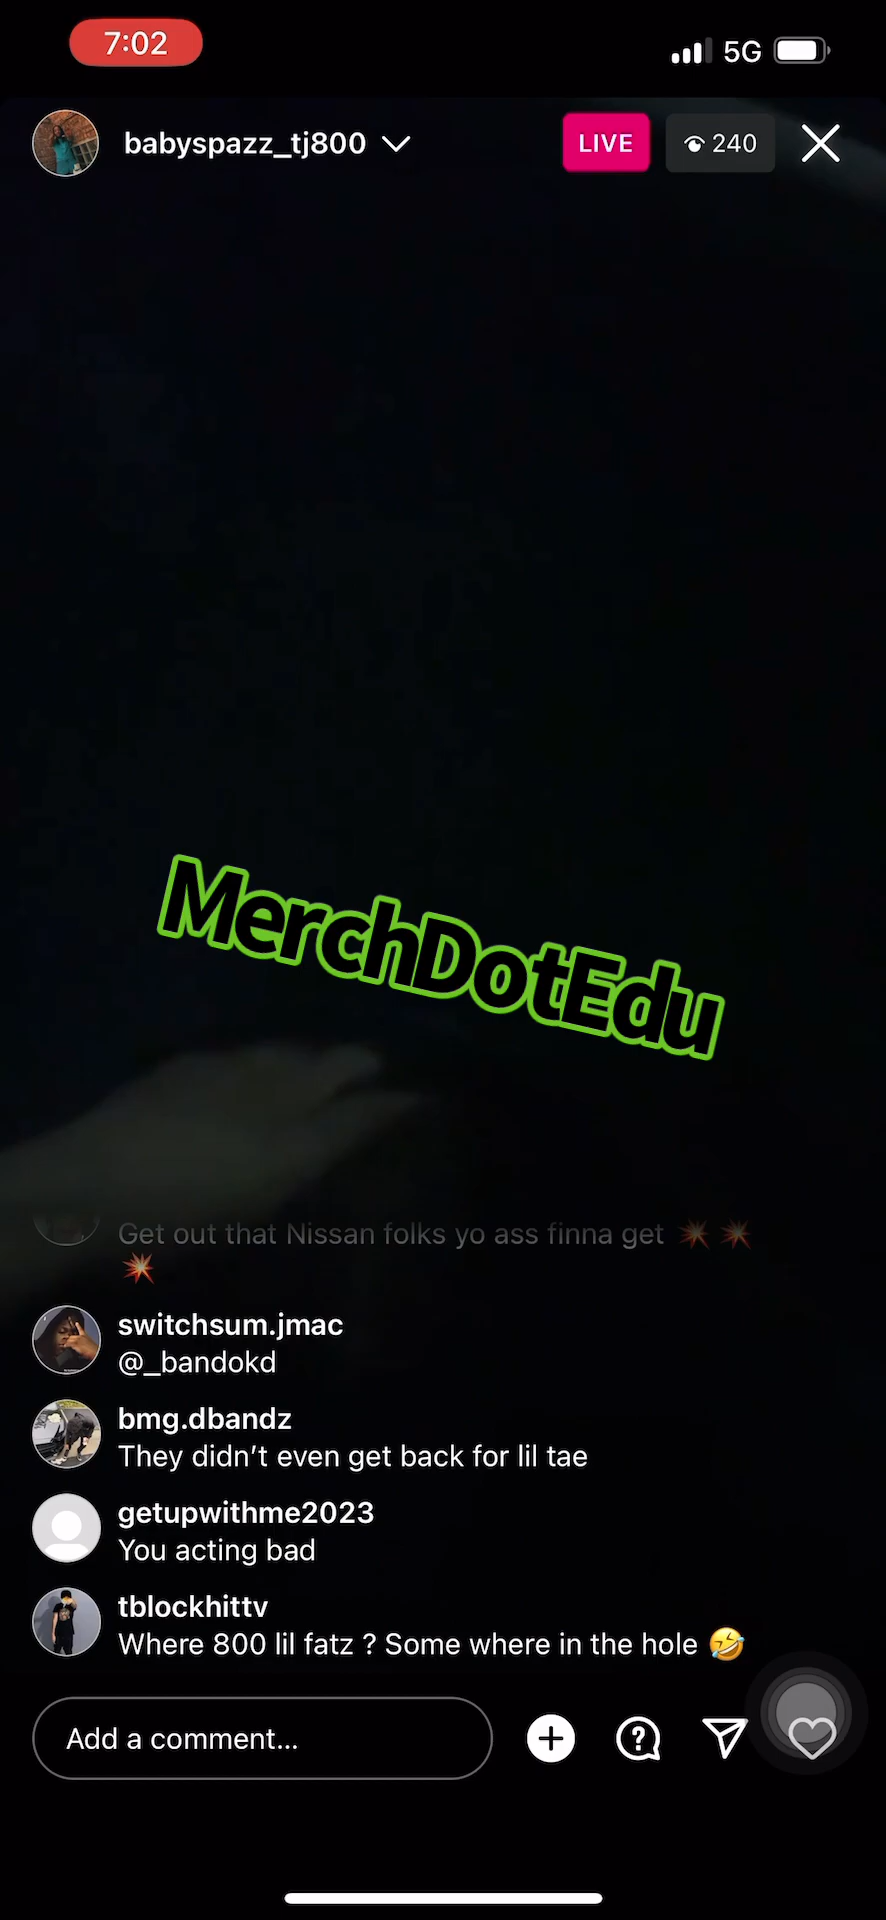 7:02
5G
babyspazz_tj800
LIVE
240
MerchDotEdu
Get out that Nissan folks yo ass finna get 💥 💥
💥
switchsum.jmac
@_bandokd
bmg.dbandz
They didn’t even get back for lil tae
getupwithme2023
You acting bad
tblockhittv
Where 800 lil fatz ? Some where in the hole 🤣
Add a comment...